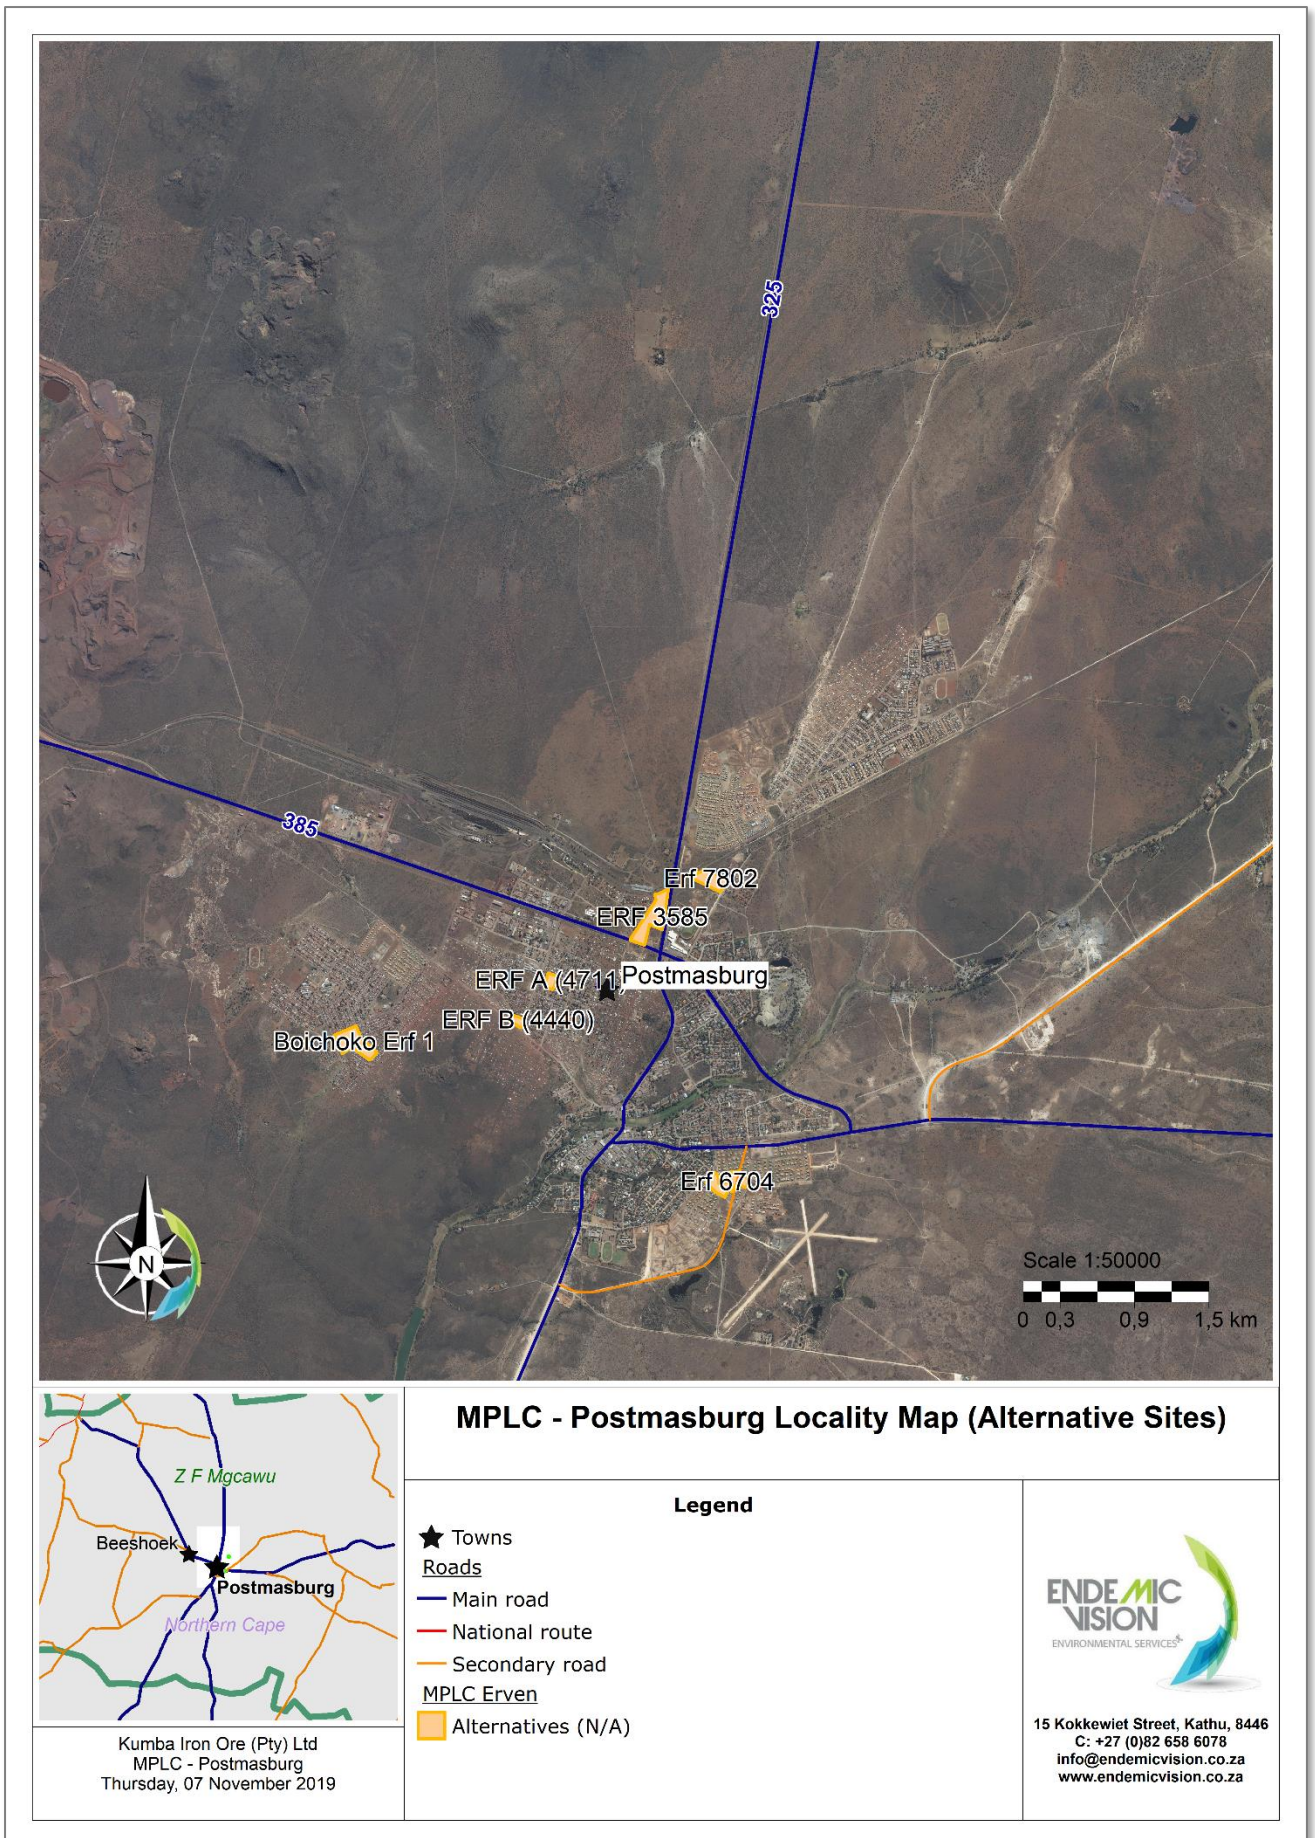 325
385
Erf 7802
ERF 3585
ERF A (4711)
Postmasburg
ERF B (4440)
Boichoko Erf 1
Erf 6704
N
Scale 1:50000
0 0,3 0,9 1,5 km
Z F Mgcawu
Beeshoek
Postmasburg
Northern Cape
Kumba Iron Ore (Pty) Ltd
MPLC - Postmasburg
Thursday, 07 November 2019
MPLC - Postmasburg Locality Map (Alternative Sites)
Legend
Towns
Roads
Main road
National route
Secondary road
MPLC Erven
Alternatives (N/A)
ENDEMIC
VISION
ENVIRONMENTAL SERVICES
15 Kokkewiet Street, Kathu, 8446
C: +27 (0)82 658 6078
info@endemicvision.co.za
www.endemicvision.co.za